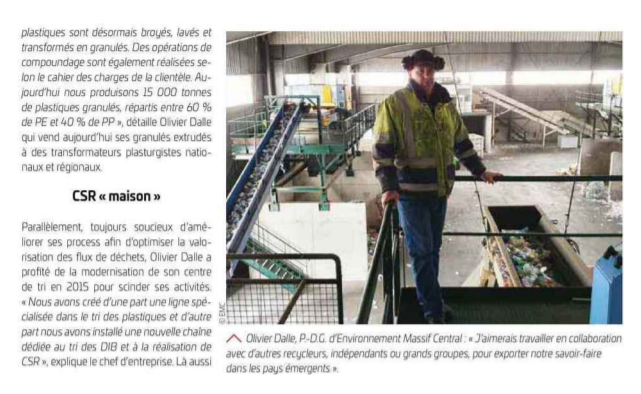 plastiques sont désormais broyés, lavés et
transformés en granulés. Des opérations de
compoundage sont également réalisées se-
lon le cahier des charges de la clientèle. Au-
jourd'hui nous produisons 15 000 tonnes
de plastiques granulés, répartis entre 60 %
de PE et 40 % de PP », détaille Olivier Dalle
qui vend aujourd'hui ses granulés extrudés
à des transformateurs plasturgistes natio-
naux et régionaux.
CSR « maison »
Parallèlement, toujours soucieux d'amé-
liorer ses process afin d'optimiser la valo-
risation des flux de déchets, Olivier Dalle a
profité de la modernisation de son centre
de tri en 2015 pour scinder ses activités.
« Nous avons créé d'une part une ligne spé-
cialisée dans le tri des plastiques et d'autre
part nous avons installé une nouvelle chaîne
dédiée au tri des DIB et à la réalisation de
CSR », explique le chef d'entreprise. Là aussi
© EMC
Olivier Dalle, P.-D.G. d'Environnement Massif Central : « J'aimerais travailler en collaboration
avec d'autres recycleurs, indépendants ou grands groupes, pour exporter notre savoir-faire
dans les pays émergents ».